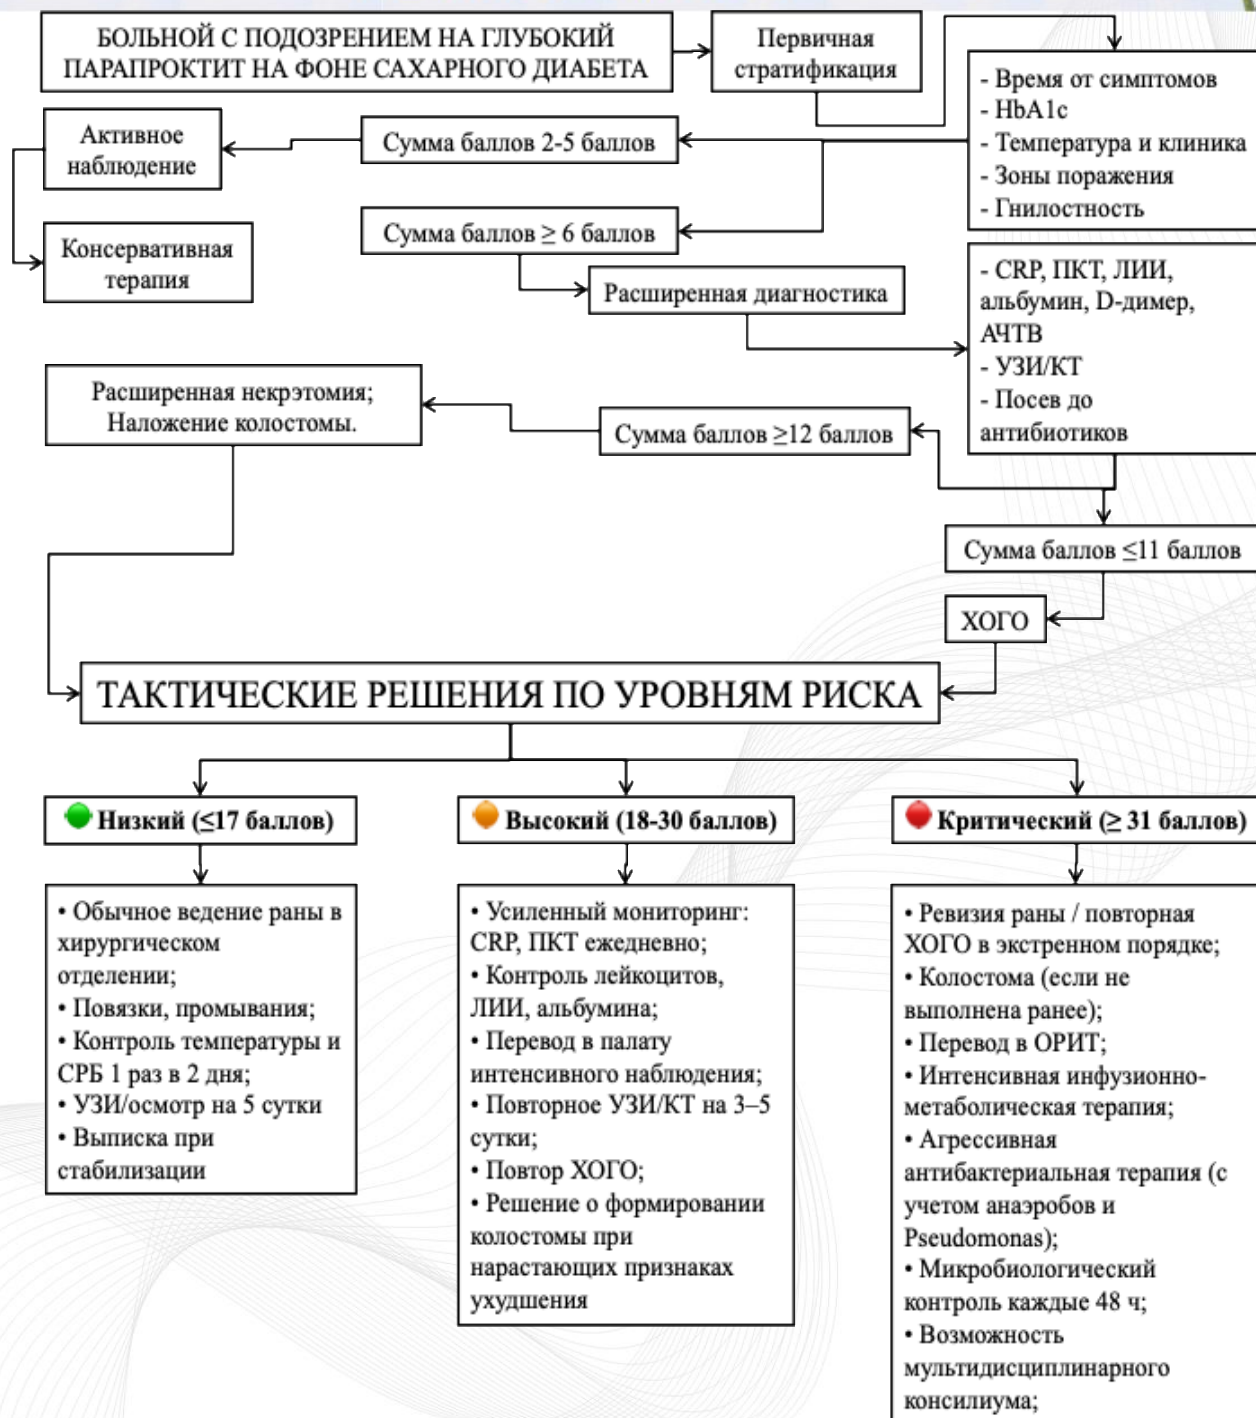 БОЛЬНОЙ С ПОДОЗРЕНИЕМ НА ГЛУБОКИЙ
ПАРАПРОКТИТ НА ФОНЕ САХАРНОГО ДИАБЕТА
Первичная
стратификация
- Время от симптомов
- HbA1c
- Температура и клиника
- Зоны поражения
- Гнилостность
Сумма баллов 2-5 баллов
Активное
наблюдение
Консервативная
терапия
Сумма баллов ≥ 6 баллов
Расширенная диагностика
- CRP, ПКТ, ЛИИ,
альбумин, D-димер,
АЧТВ
- УЗИ/КТ
- Посев до
антибиотиков
Сумма баллов ≥12 баллов
Расширенная некрэтомия;
Наложение колостомы.
Сумма баллов ≤11 баллов
ХОГО
ТАКТИЧЕСКИЕ РЕШЕНИЯ ПО УРОВНЯМ РИСКА
Низкий (≤17 баллов)
• Обычное ведение раны в
хирургическом
отделении;
• Повязки, промывания;
• Контроль температуры и
СРБ 1 раз в 2 дня;
• УЗИ/осмотр на 5 сутки
• Выписка при
стабилизации
Высокий (18-30 баллов)
• Усиленный мониторинг:
CRP, ПКТ ежедневно;
• Контроль лейкоцитов,
ЛИИ, альбумина;
• Перевод в палату
интенсивного наблюдения;
• Повторное УЗИ/КТ на 3–5
сутки;
• Повтор ХОГО;
• Решение о формировании
колостомы при
нарастающих признаках
ухудшения
Критический (≥ 31 баллов)
• Ревизия раны / повторная
ХОГО в экстренном порядке;
• Колостома (если не
выполнена ранее);
• Перевод в ОРИТ;
• Интенсивная инфузионно-
метаболическая терапия;
• Агрессивная
антибактериальная терапия (с
учетом анаэробов и
Pseudomonas);
• Микробиологический
контроль каждые 48 ч;
• Возможность
мультидисциплинарного
консилиума;